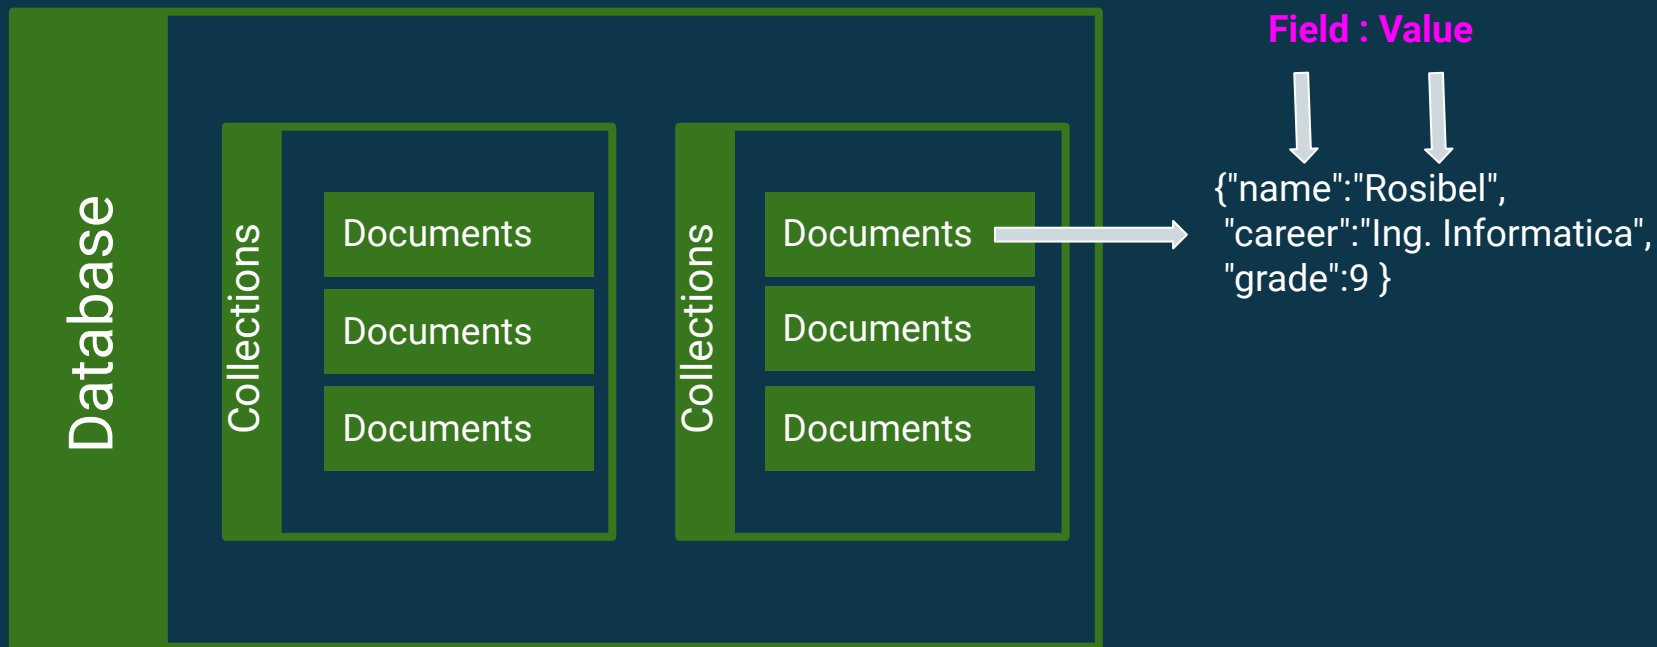 Database
Collections
Documents
Documents
Documents
Collections
Documents
Documents
Documents
Field : Value
{"name":"Rosibel",
"career":"Ing. Informatica",
"grade":9 }